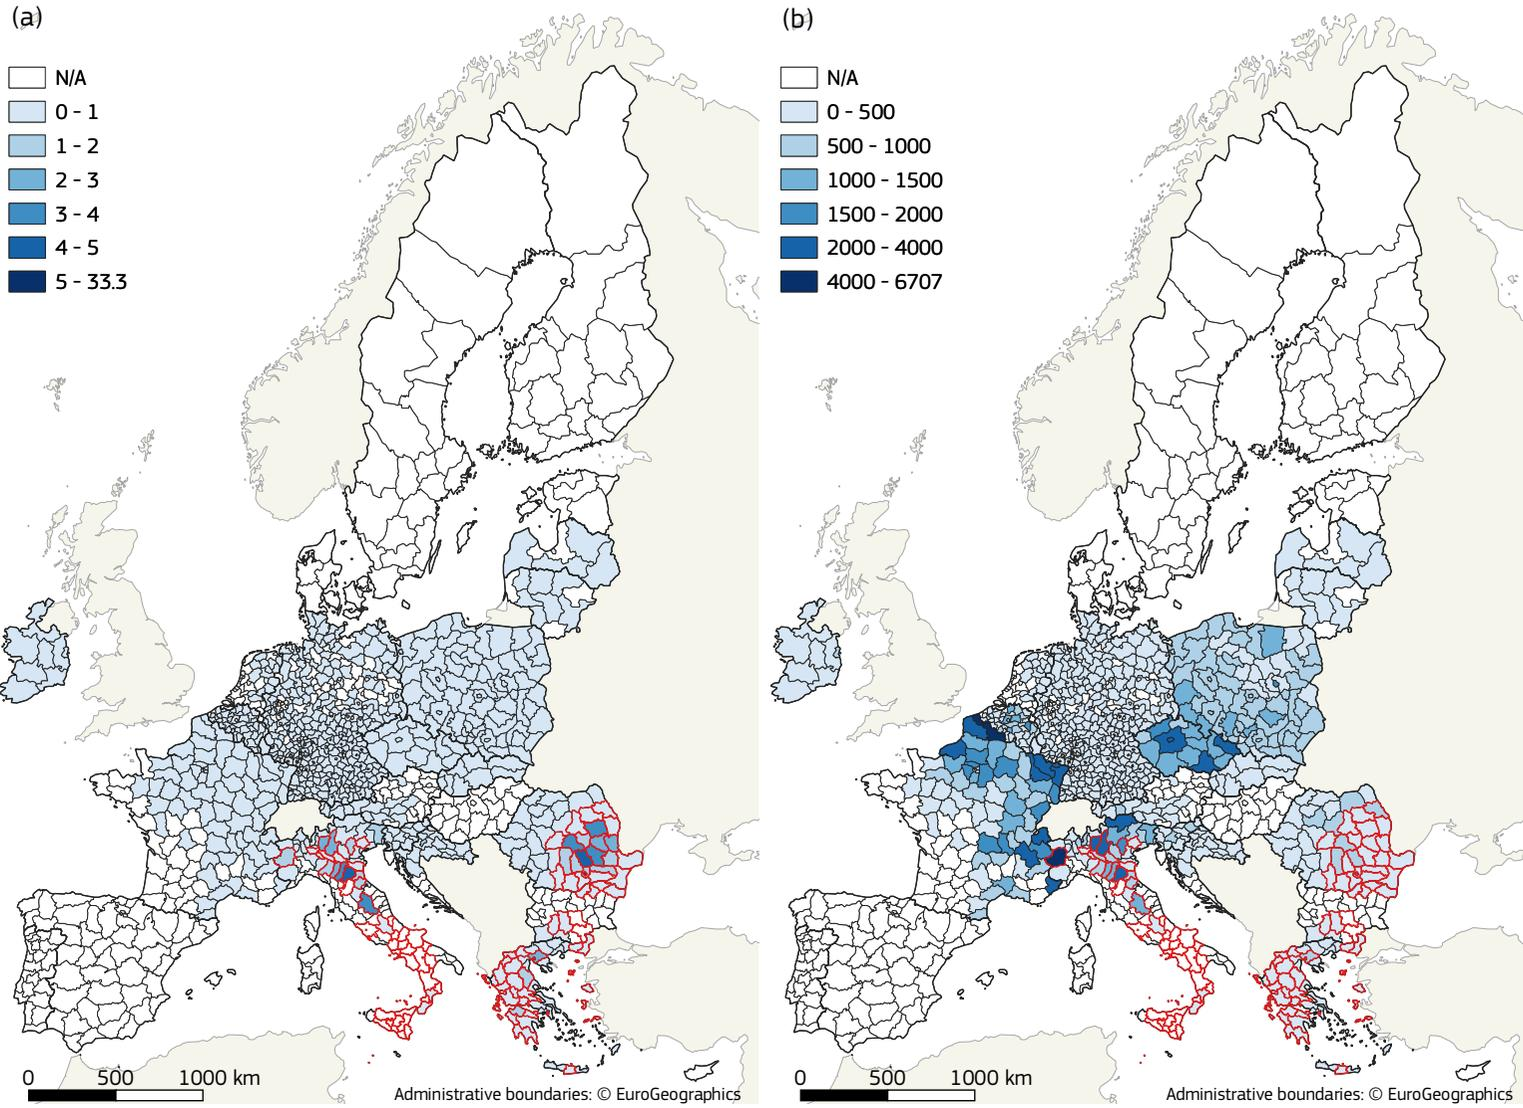 (a)
N/A
0 - 1
1 - 2
2 - 3
3 - 4
4 - 5
5 - 33.3
0 500 1000 km
Administrative boundaries: © EuroGeographics
(b)
N/A
0 - 500
500 - 1000
1000 - 1500
1500 - 2000
2000 - 4000
4000 - 6707
0 500 1000 km
Administrative boundaries: © EuroGeographics